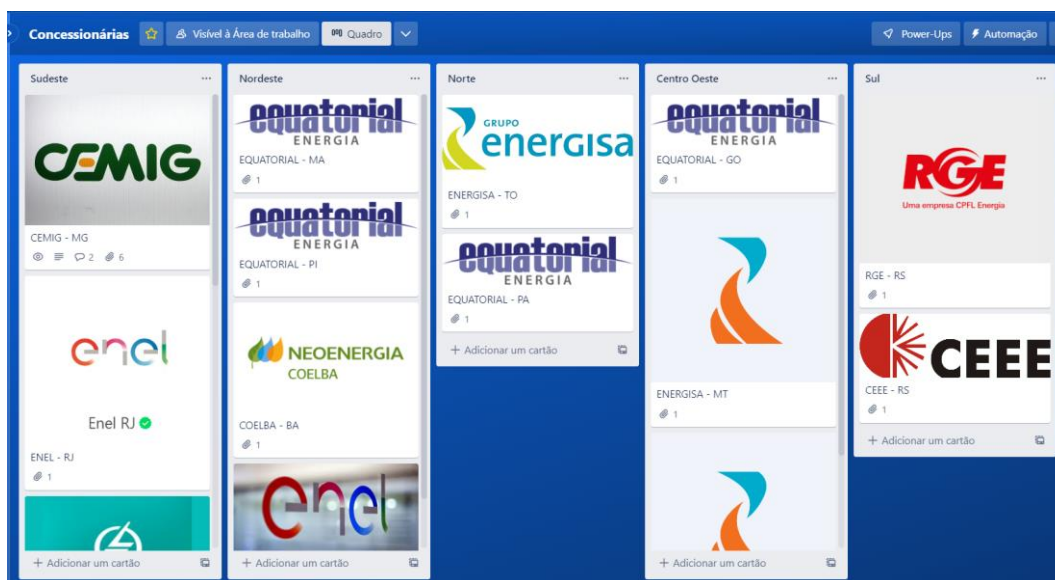 Concessionárias
Visível à Área de trabalho
Quadro
Power-Ups
Automação
Sudeste
CEMIG
CEMIG - MG
2
6
enel
Enel RJ
ENEL - RJ
1
+ Adicionar um cartão
Nordeste
equatorial
ENERGIA
EQUATORIAL - MA
1
equatorial
ENERGIA
EQUATORIAL - PI
1
NEOENERGIA
COELBA
COELBA - BA
1
enel
+ Adicionar um cartão
Norte
GRUPO
energisa
ENERGISA - TO
1
equatorial
ENERGIA
EQUATORIAL - PA
1
+ Adicionar um cartão
Centro Oeste
equatorial
ENERGIA
EQUATORIAL - GO
1
ENERGISA - MT
1
+ Adicionar um cartão
Sul
RGE
Uma empresa CPFL Energia
RGE - RS
1
CEEE
CEEE - RS
1
+ Adicionar um cartão